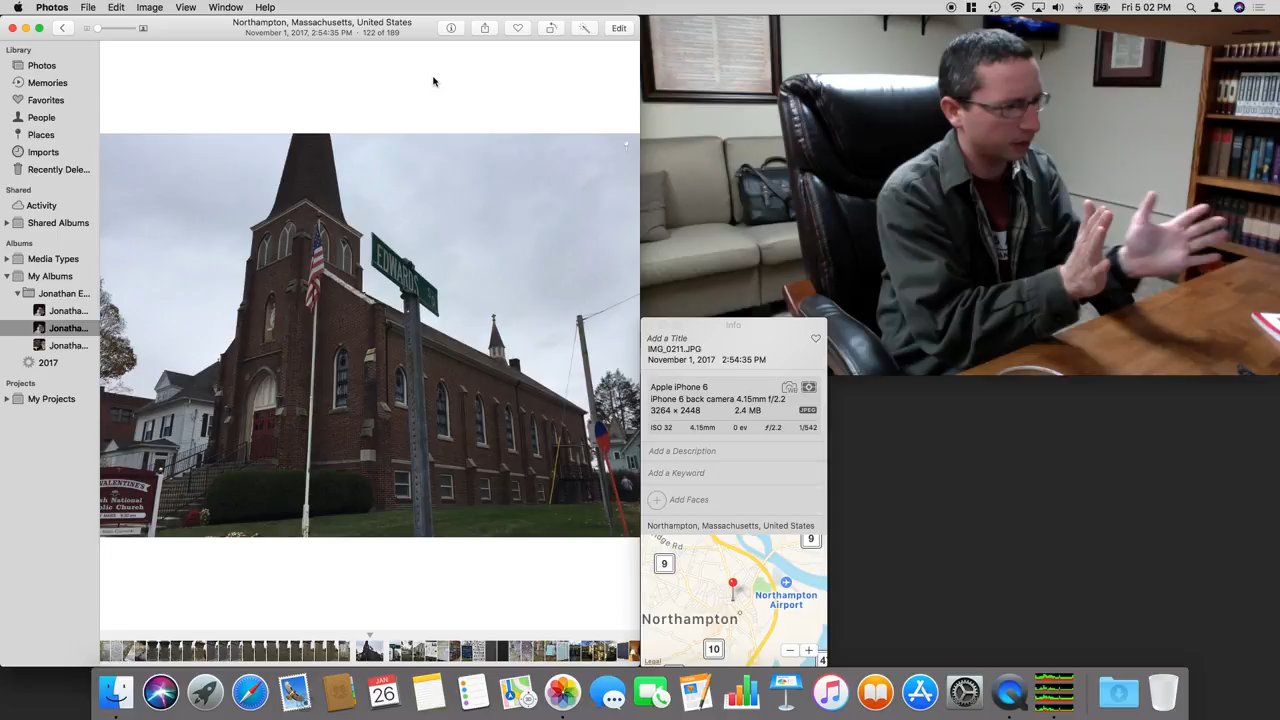 Photos File Edit Image View Window Help
Fri 5 02 PM
Northampton, Massachusetts, United States
November 1, 2017, 2:54:35 PM · 122 of 189
Edit
Library
Photos
Memories
Favorites
People
Places
Imports
Recently Dele...
Shared
Activity
Shared Albums
Albums
Media Types
My Albums
Jonathan E...
Jonatha...
Jonatha...
Jonatha...
2017
Projects
My Projects
EDWARDS
VALENTINE'S
National
Church
Info
Add a Title
IMG_0211.JPG
November 1, 2017 2:54:35 PM
Apple iPhone 6
iPhone 6 back camera 4.15mm f/2.2
3264 × 2448 2.4 MB JPEG
ISO 32 4.15mm 0 ev ƒ/2.2 1/542
Add a Description
Add a Keyword
Add Faces
Northampton, Massachusetts, United States
Rd
9
9
Northampton
Airport
Northampton
10
Legal
4
JAN
26